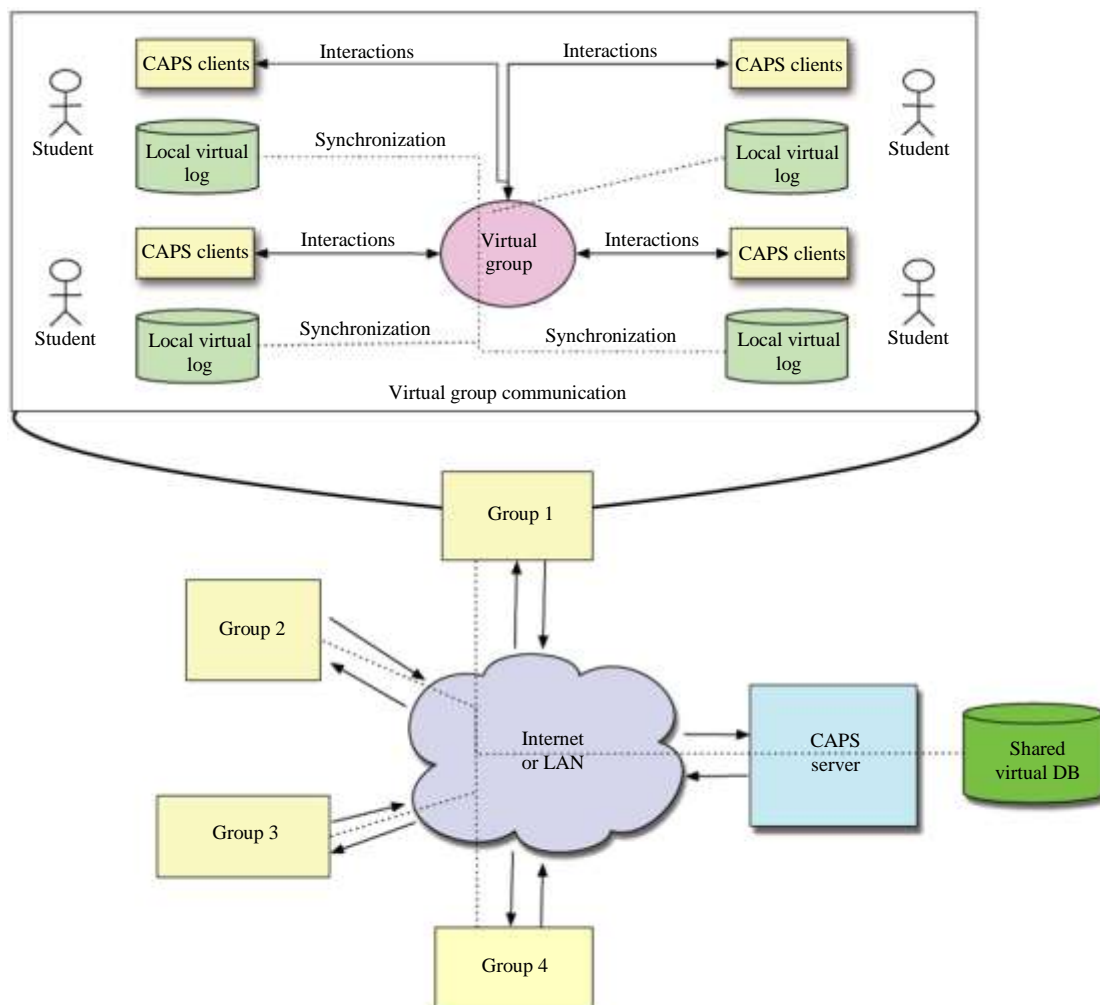 Interactions
Interactions
CAPS clients
CAPS clients
Student
Synchronization
Student
Local virtual
log
Local virtual
log
CAPS clients
Interactions
Virtual
group
Interactions
CAPS clients
Student
Synchronization
Synchronization
Student
Local virtual
log
Local virtual
log
Virtual group communication
Group 1
Group 2
Internet
or LAN
CAPS
server
Shared
virtual DB
Group 3
Group 4